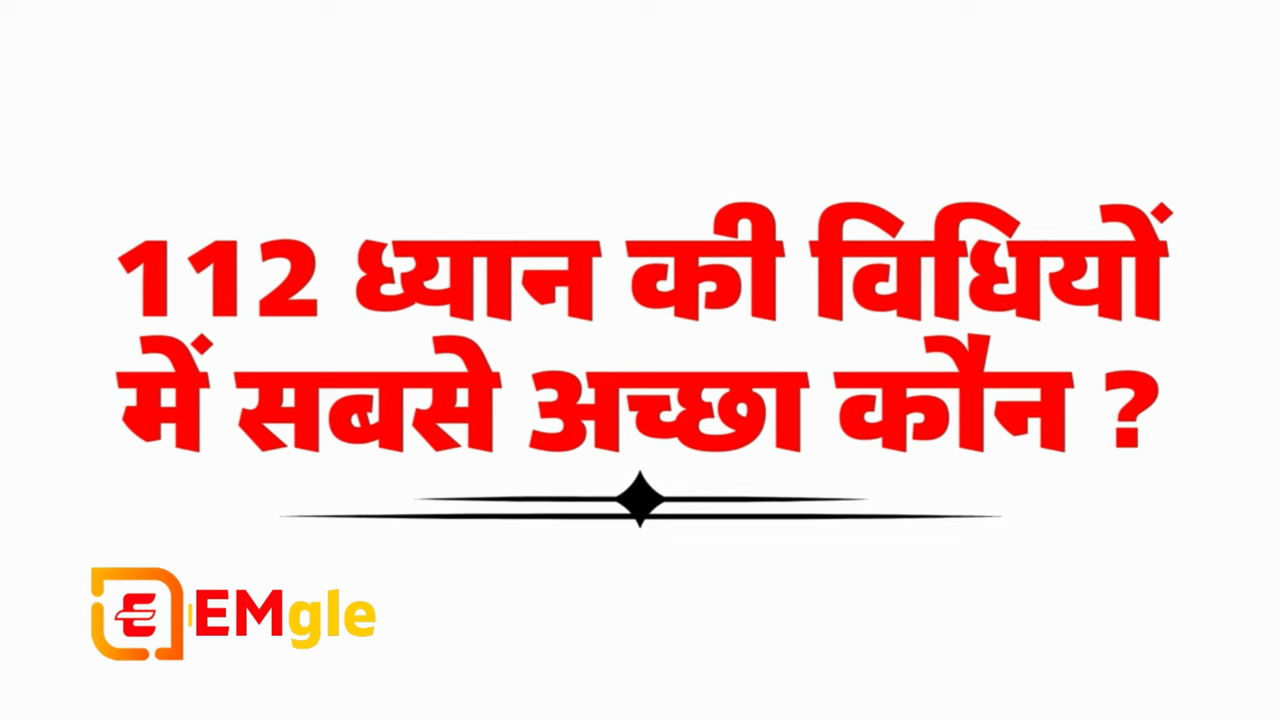 112 ध्यान की विधियों
में सबसे अच्छा कौन ?
E EMgle